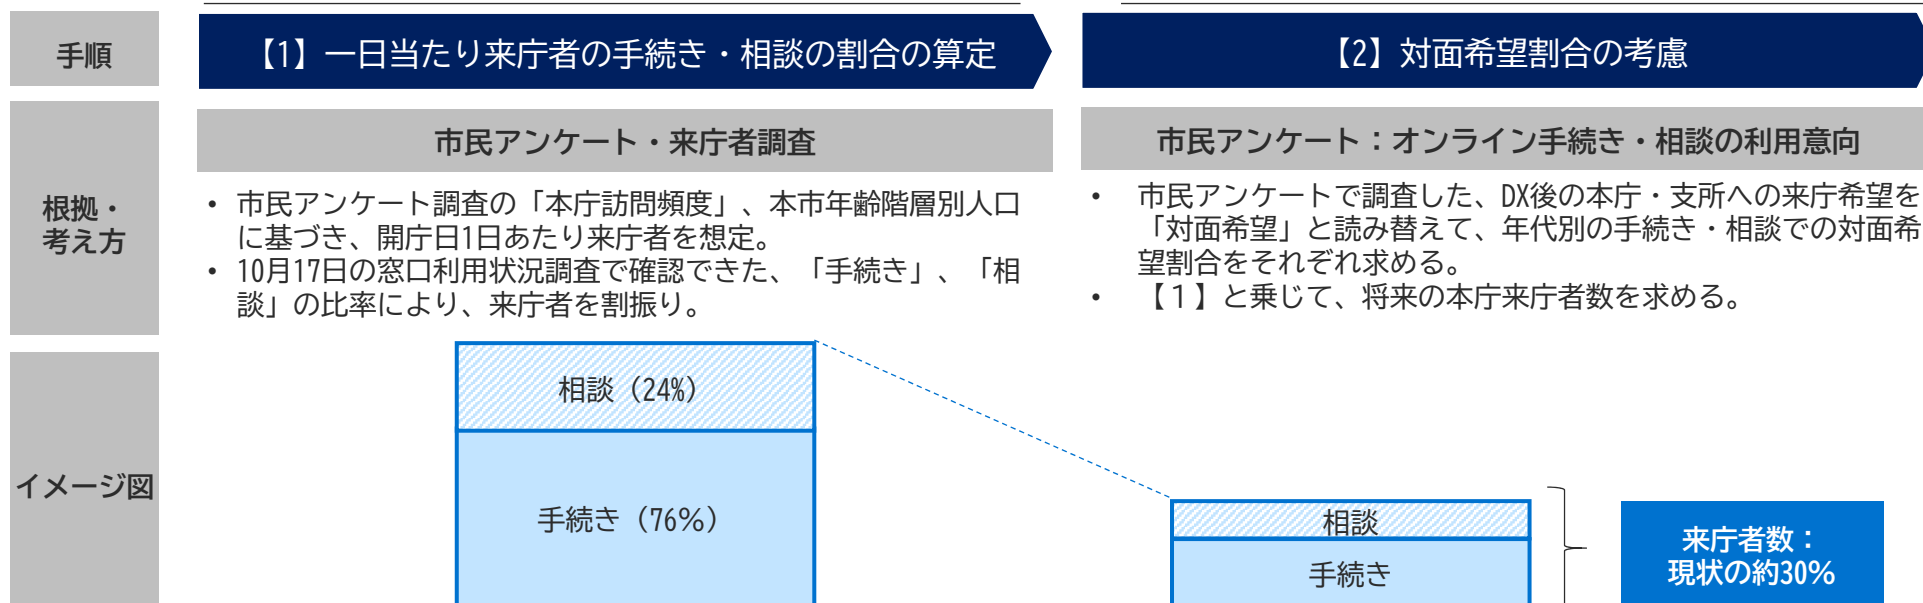 手順
【1】一日当たり来庁者の手続き・相談の割合の算定
【2】対面希望割合の考慮
根拠・
考え方
市民アンケート・来庁者調査
• 市民アンケート調査の「本庁訪問頻度」、本市年齢階層別人口
に基づき、開庁日1日あたり来庁者を想定。
• 10月17日の窓口利用状況調査で確認できた、「手続き」、「相
談」の比率により、来庁者を割振り。
市民アンケート：オンライン手続き・相談の利用意向
• 市民アンケートで調査した、DX後の本庁・支所への来庁希望を
「対面希望」と読み替えて、年代別の手続き・相談での対面希
望割合をそれぞれ求める。
• 【１】と乗じて、将来の本庁来庁者数を求める。
イメージ図
相談（24%）
手続き（76%）
相談
手続き
来庁者数：
現状の約30%